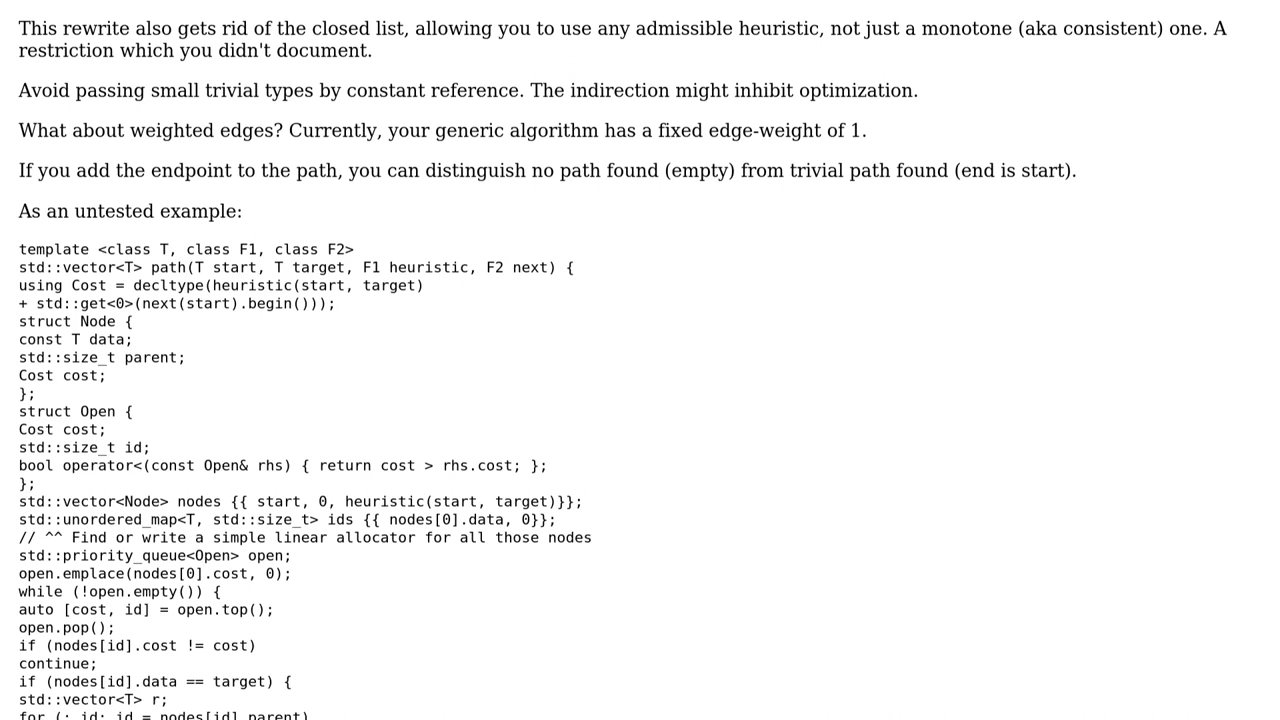 This rewrite also gets rid of the closed list, allowing you to use any admissible heuristic, not just a monotone (aka consistent) one. A
restriction which you didn't document.
Avoid passing small trivial types by constant reference. The indirection might inhibit optimization.
What about weighted edges? Currently, your generic algorithm has a fixed edge-weight of 1.
If you add the endpoint to the path, you can distinguish no path found (empty) from trivial path found (end is start).
As an untested example:
template <class T, class F1, class F2>
std::vector<T> path(T start, T target, F1 heuristic, F2 next) {
using Cost = decltype(heuristic(start, target)
+ std::get<0>(next(start).begin()));
struct Node {
const T data;
std::size_t parent;
Cost cost;
};
struct Open {
Cost cost;
std::size_t id;
bool operator<(const Open& rhs) { return cost > rhs.cost; };
};
std::vector<Node> nodes {{ start, 0, heuristic(start, target)}};
std::unordered_map<T, std::size_t> ids {{ nodes[0].data, 0}};
// ^^ Find or write a simple linear allocator for all those nodes
std::priority_queue<Open> open;
open.emplace(nodes[0].cost, 0);
while (!open.empty()) {
auto [cost, id] = open.top();
open.pop();
if (nodes[id].cost != cost)
continue;
if (nodes[id].data == target) {
std::vector<T> r;
for (; id; id = nodes[id].parent)